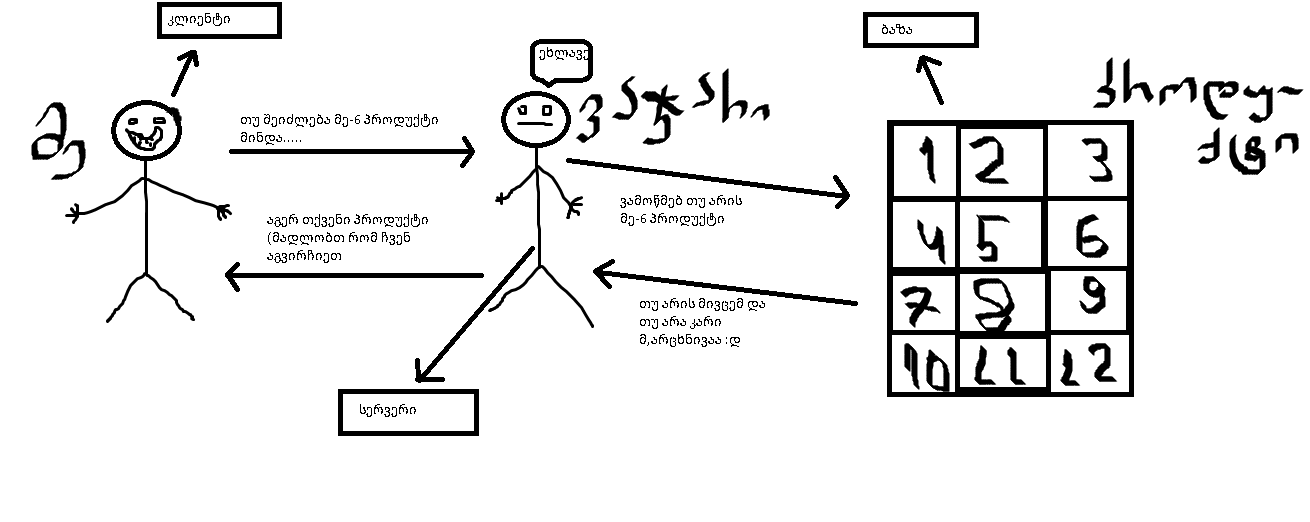 კლიენტი
ბაზა
ეხლავე
მე
ვაჭარი
პროდუ-
ქტი
თუ შეიძლება მე-6 პროდუქტი
მინდა.....
ვამოწმებ თუ არის
მე-6 პროდუქტი
აგერ თქვენი პროდუქტი
(მადლობთ რომ ჩვენ
აგვირჩიეთ
თუ არის მივცემ და
თუ არა კარი
მ,არცხნივაა :დ
1 2 3
4 5 6
7 8 9
10 11 12
სერვერი